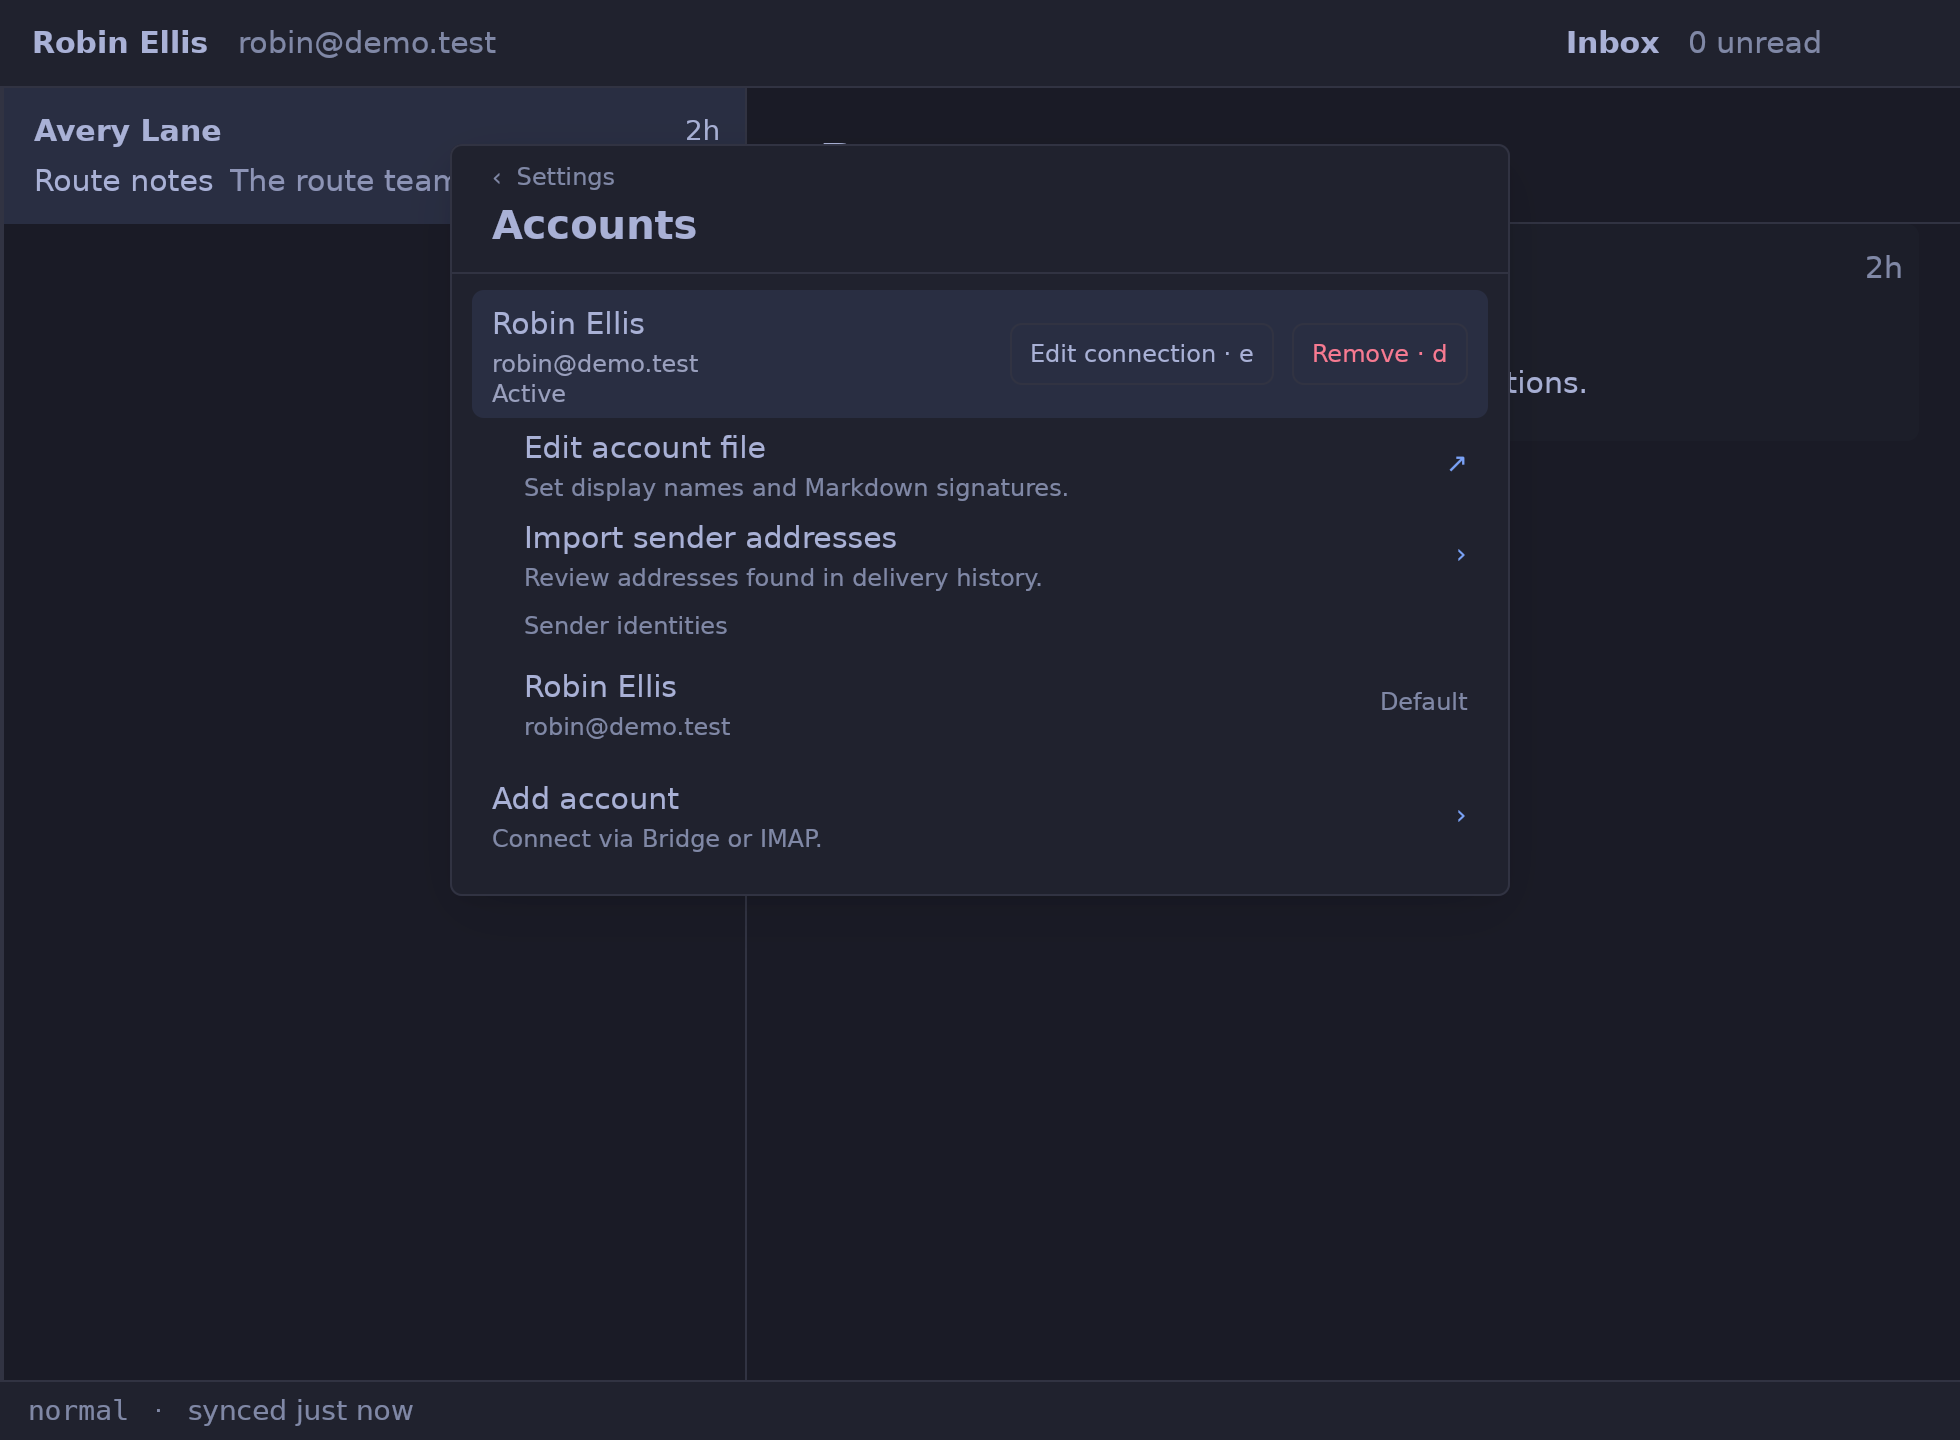 Robin Ellis robin@demo.test
Inbox 0 unread
Avery Lane 2h
Route notes The route team
‹ Settings
Accounts
Robin Ellis
robin@demo.test
Active
Edit connection · e
Remove · d
Edit account file
Set display names and Markdown signatures.
↗
Import sender addresses
Review addresses found in delivery history.
›
Sender identities
Robin Ellis
robin@demo.test
Default
Add account
Connect via Bridge or IMAP.
›
2h
tions.
normal · synced just now